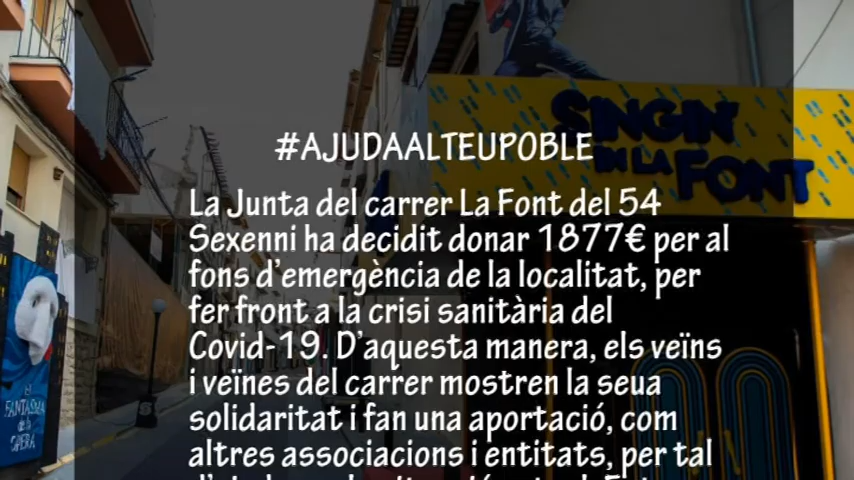 SINGIN'
IN LA
FONT
#AJUDAALTEUPOBLE
La Junta del carrer La Font del 54
Sexenni ha decidit donar 1877€ per al
fons d'emergència de la localitat, per
fer front a la crisi sanitària del
Covid-19. D'aquesta manera, els veïns
i veïnes del carrer mostren la seua
solidaritat i fan una aportació, com
altres associacions i entitats, per tal
EL
FANTASMA
de la
OPERA